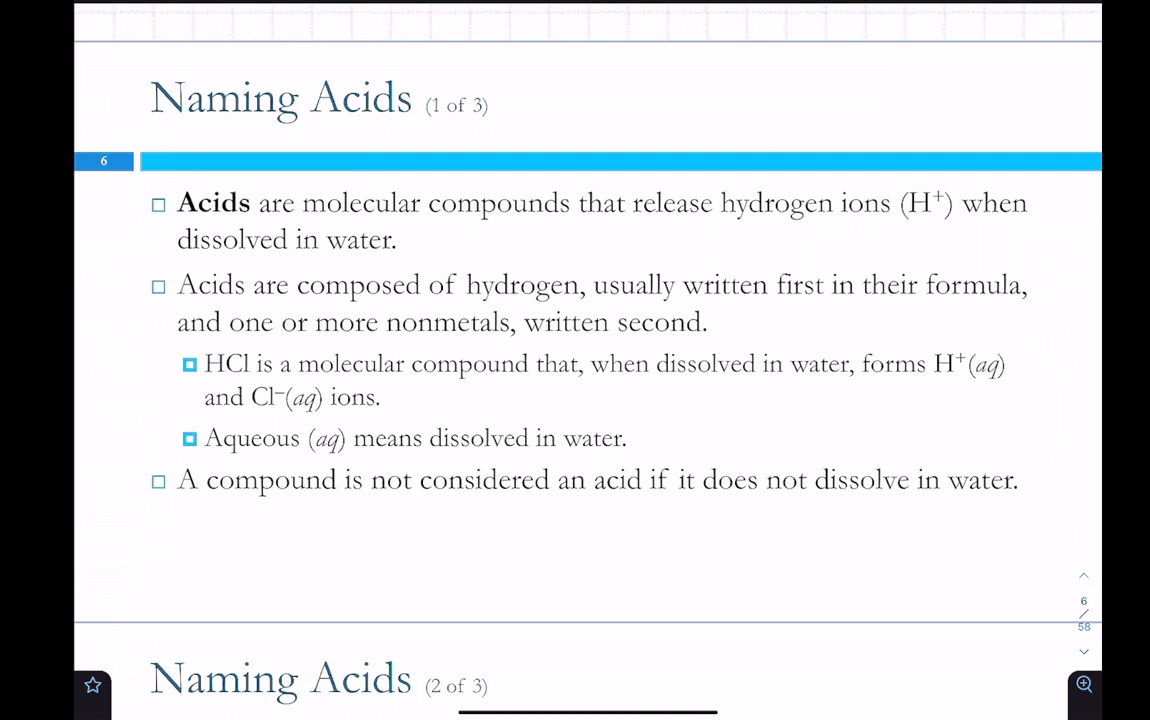 Naming Acids (1 of 3)
6
Acids are molecular compounds that release hydrogen ions (H⁺) when
dissolved in water.
Acids are composed of hydrogen, usually written first in their formula,
and one or more nonmetals, written second.
HCl is a molecular compound that, when dissolved in water, forms H⁺(aq)
and Cl⁻(aq) ions.
Aqueous (aq) means dissolved in water.
A compound is not considered an acid if it does not dissolve in water.
6
/
58
Naming Acids (2 of 3)